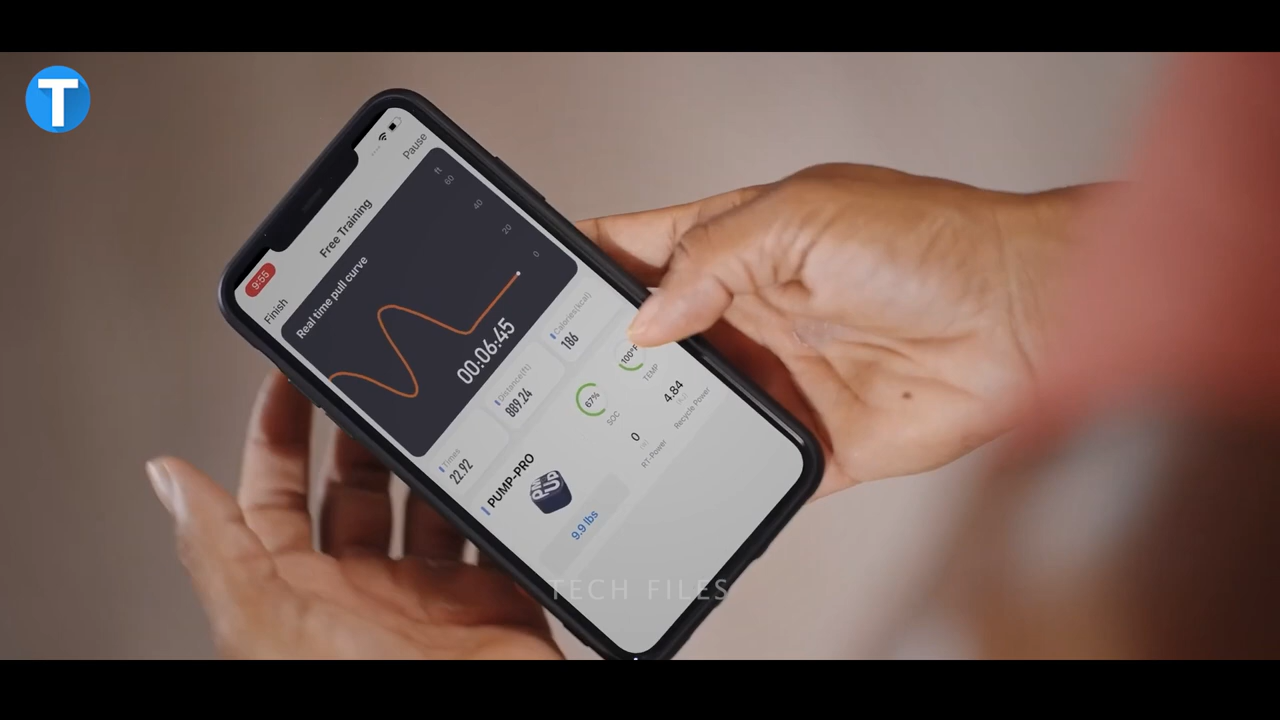 T
9:55
Finish
Free Training
Pause
Real time pull curve
ft
60
40
20
0
00:06:45
Times
22.92
Distance(ft)
889.24
Calories(kcal)
186
PUMP-PRO
67%
SOC
100°F
TEMP
0
RT-Power
4.84
Recycle Power
9.9 lbs
TECH FILES